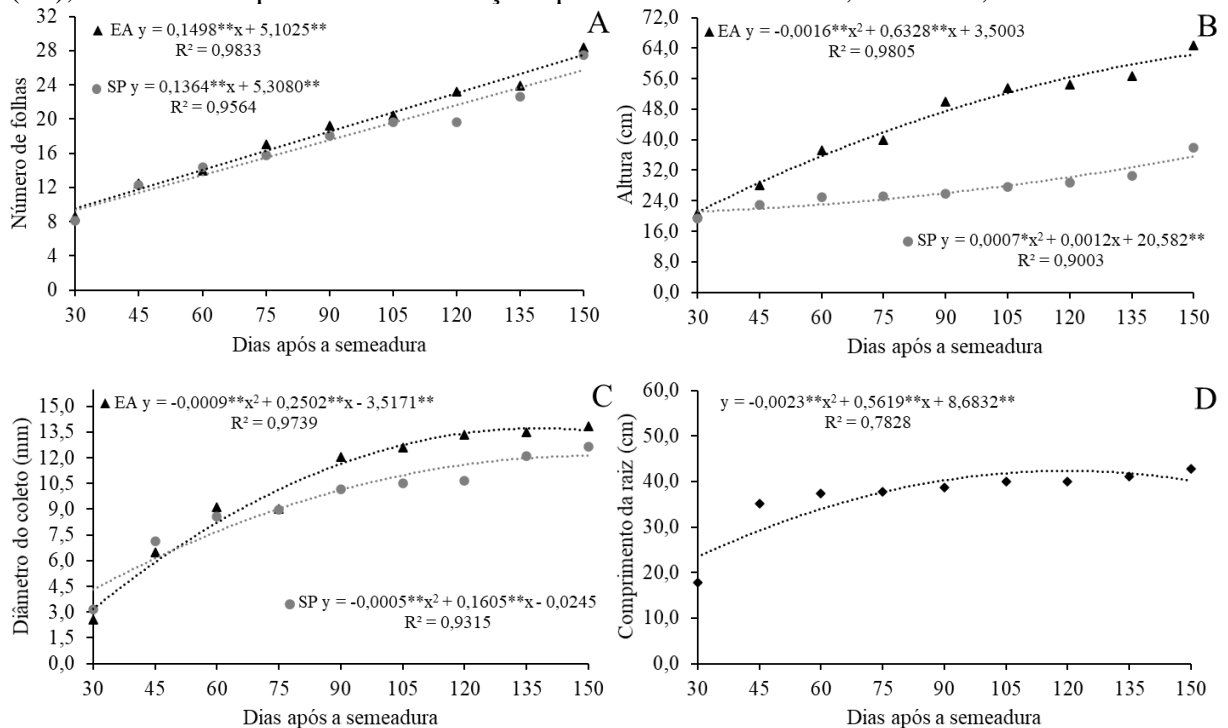 A
EA y = 0,1498**x + 5,1025**
R² = 0,9833
SP y = 0,1364**x + 5,3080**
R² = 0,9564
Número de folhas
32
28
24
20
16
12
8
4
0
30 45 60 75 90 105 120 135 150
Dias após a semeadura
B
EA y = -0,0016**x² + 0,6328**x + 3,5003
R² = 0,9805
SP y = 0,0007*x² + 0,0012x + 20,582**
R² = 0,9003
Altura (cm)
72,0
64,0
56,0
48,0
40,0
32,0
24,0
16,0
8,0
0,0
30 45 60 75 90 105 120 135 150
Dias após a semeadura
C
EA y = -0,0009**x² + 0,2502**x - 3,5171**
R² = 0,9739
SP y = -0,0005**x² + 0,1605**x - 0,0245
R² = 0,9315
Diâmetro do coleto (mm)
15,0
13,5
12,0
10,5
9,0
7,5
6,0
4,5
3,0
1,5
0,0
30 45 60 75 90 105 120 135 150
Dias após a semeadura
D
y = -0,0023**x² + 0,5619**x + 8,6832**
R² = 0,7828
Comprimento da raiz (cm)
60,0
50,0
40,0
30,0
20,0
10,0
0,0
30 45 60 75 90 105 120 135 150
Dias após a semeadura